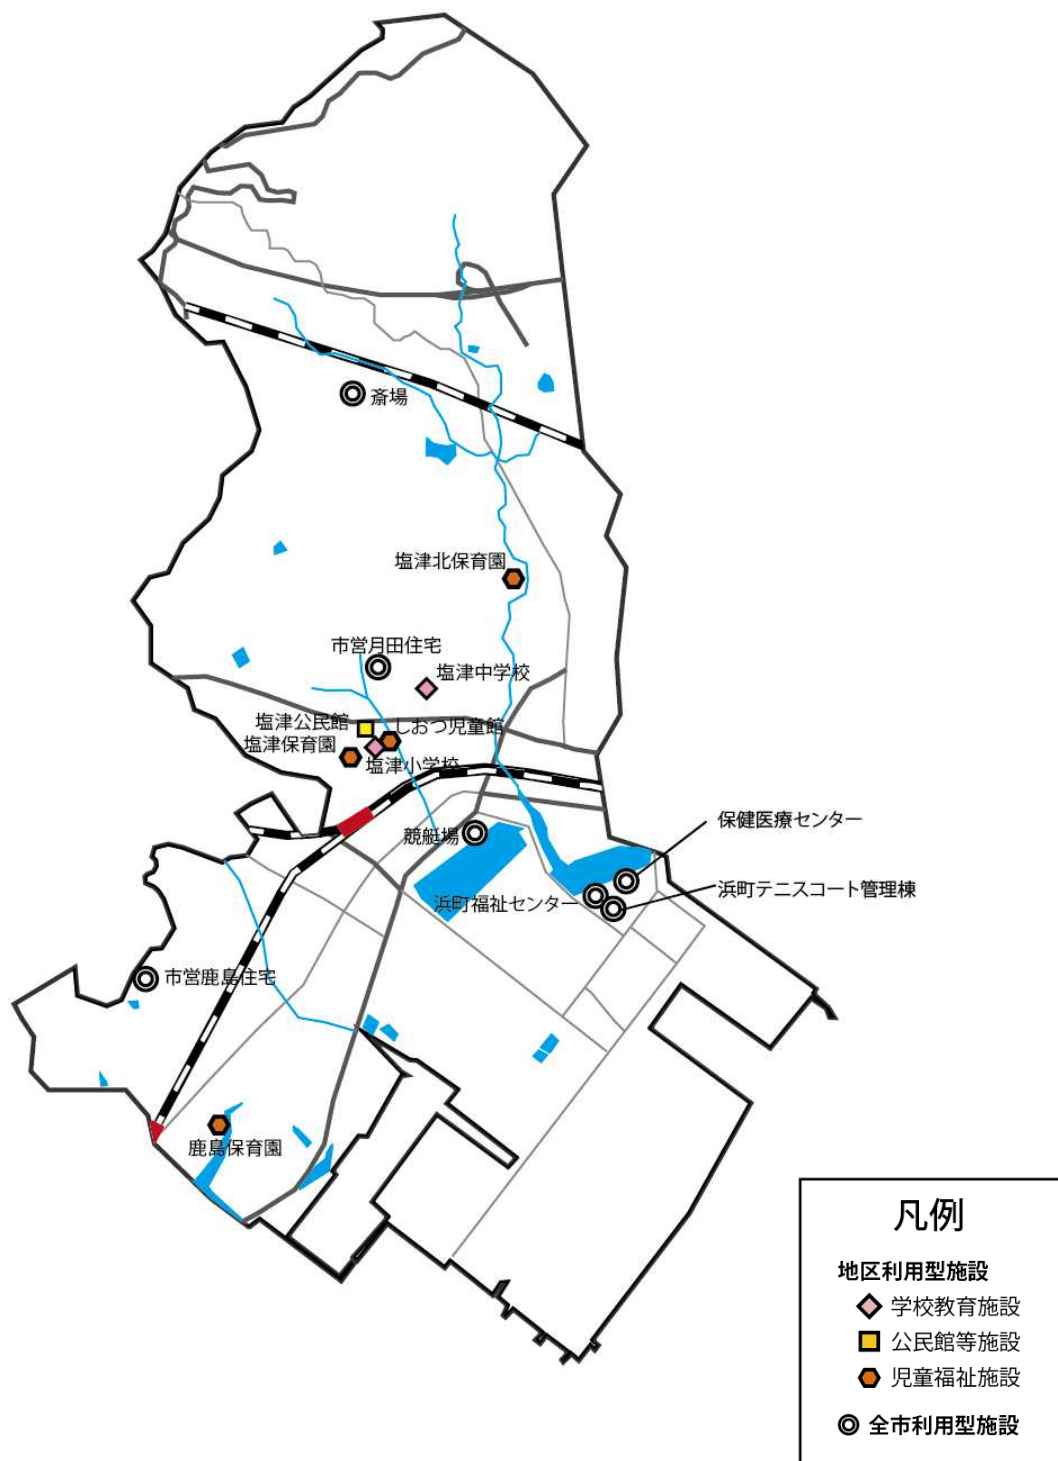 斎場
塩津北保育園
市営月田住宅
塩津中学校
塩津公民館
しおつ児童館
塩津保育園
塩津小学校
競艇場
保健医療センター
浜町テニスコート管理棟
浜町福祉センター
市営鹿島住宅
鹿島保育園
凡例
地区利用型施設
学校教育施設
公民館等施設
児童福祉施設
全市利用型施設